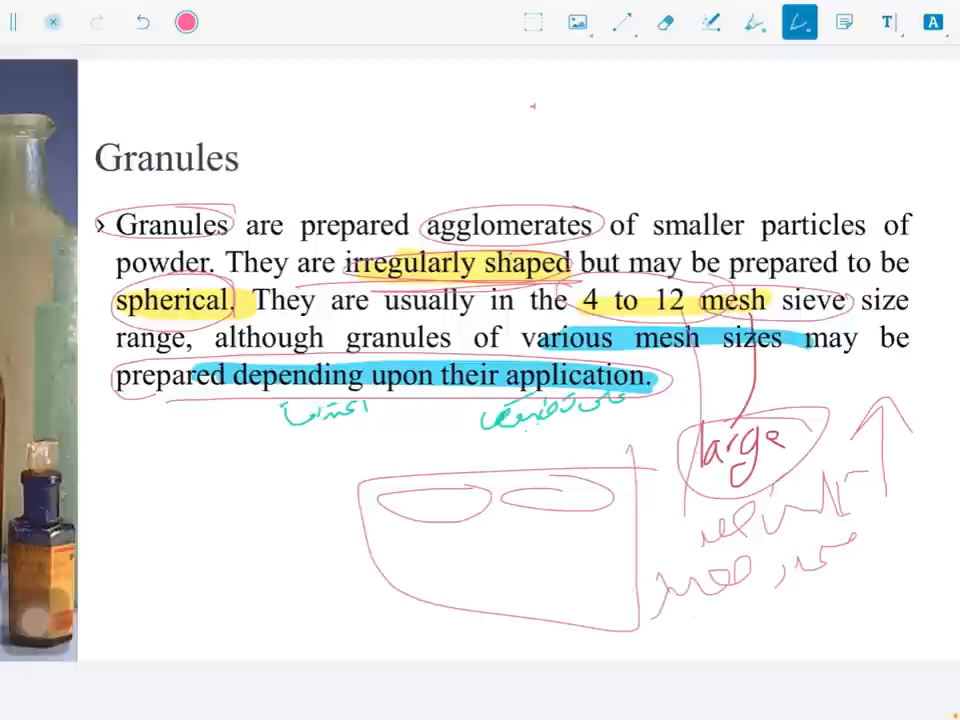 Granules
› Granules are prepared agglomerates of smaller particles of
powder. They are irregularly shaped but may be prepared to be
spherical. They are usually in the 4 to 12 mesh sieve size
range, although granules of various mesh sizes may be
prepared depending upon their application.
large